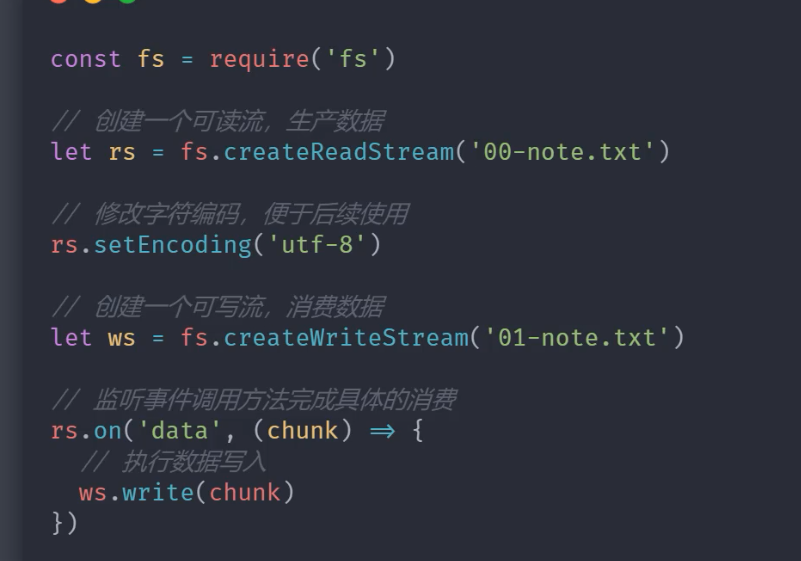 const fs = require('fs')
// 创建一个可读流，生产数据
let rs = fs.createReadStream('00-note.txt')
// 修改字符编码，便于后续使用
rs.setEncoding('utf-8')
// 创建一个可写流，消费数据
let ws = fs.createWriteStream('01-note.txt')
// 监听事件调用方法完成具体的消费
rs.on('data', (chunk) => {
  // 执行数据写入
  ws.write(chunk)
})